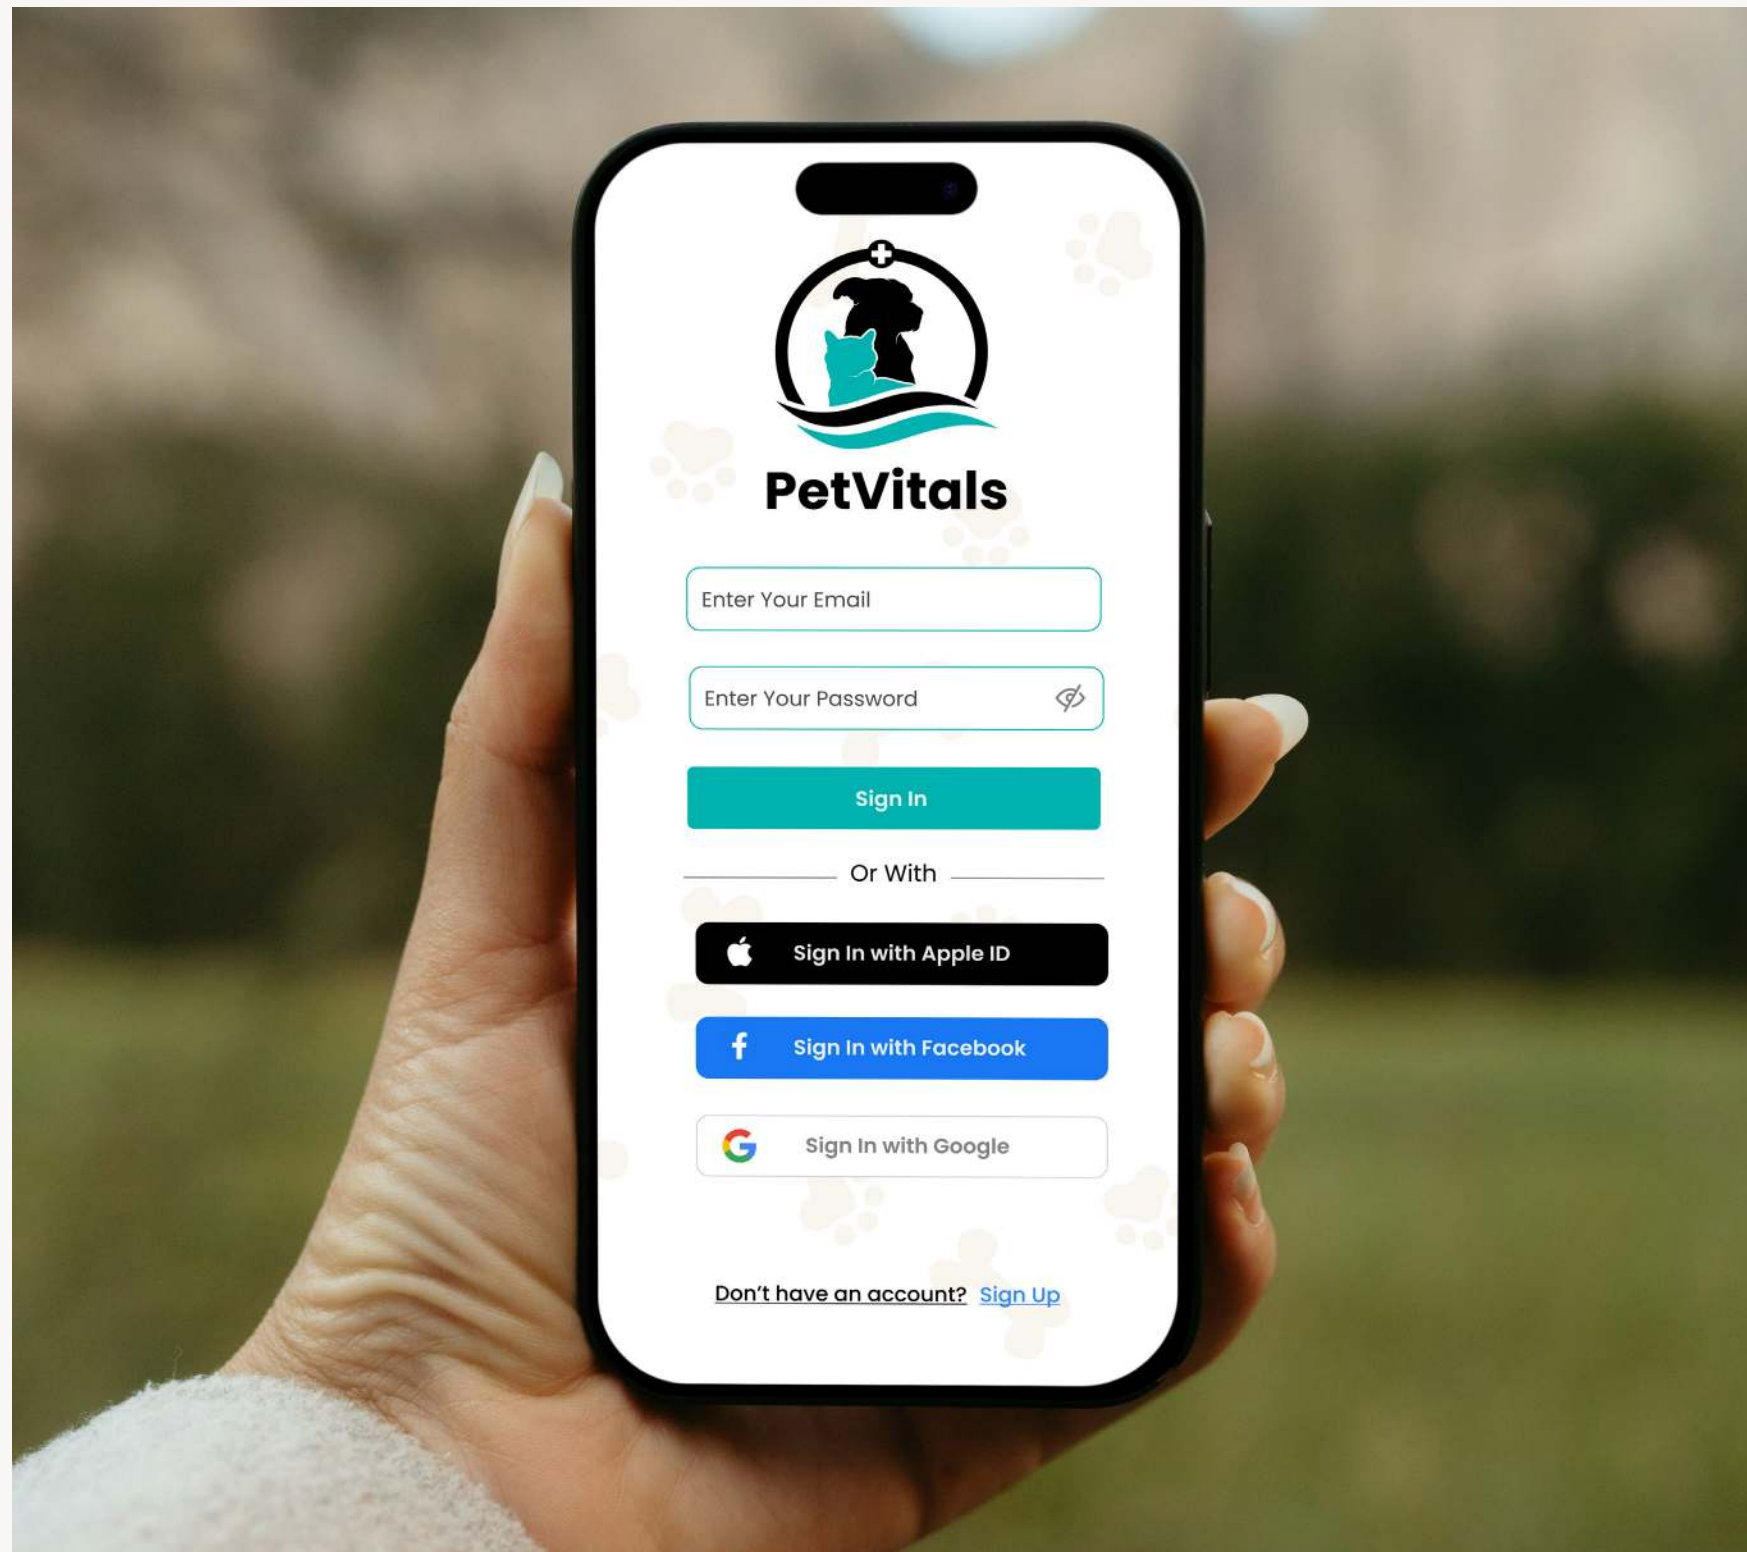 PetVitals
Enter Your Email
Enter Your Password
Sign In
Or With
Sign In with Apple ID
Sign In with Facebook
Sign In with Google
Don't have an account? Sign Up